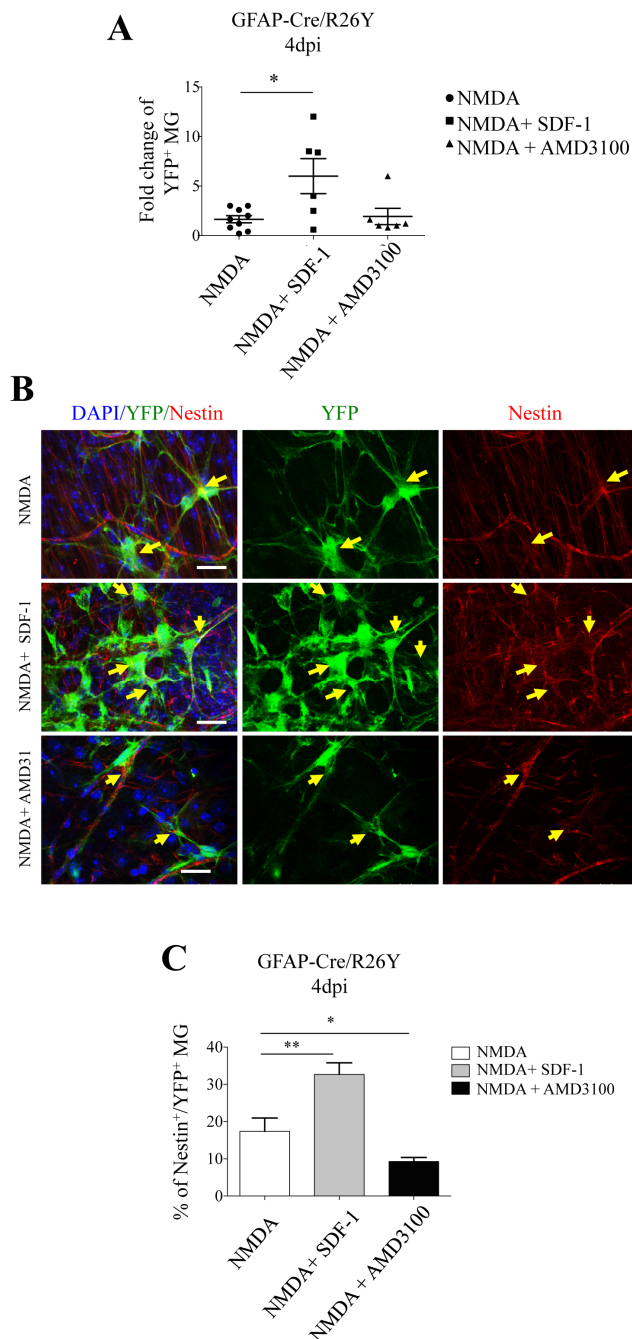 A
GFAP-Cre/R26Y
4dpi
*
15
10
5
0
Fold change of
YFP⁺ MG
NMDA
NMDA+ SDF-1
NMDA + AMD3100
NMDA
NMDA+ SDF-1
NMDA + AMD3100
B
DAPI/YFP/Nestin
YFP
Nestin
NMDA
NMDA+ SDF-1
NMDA+ AMD31
C
GFAP-Cre/R26Y
4dpi
*
**
40
30
20
10
0
% of Nestin⁺/YFP⁺ MG
NMDA
NMDA+ SDF-1
NMDA + AMD3100
NMDA
NMDA+ SDF-1
NMDA + AMD3100